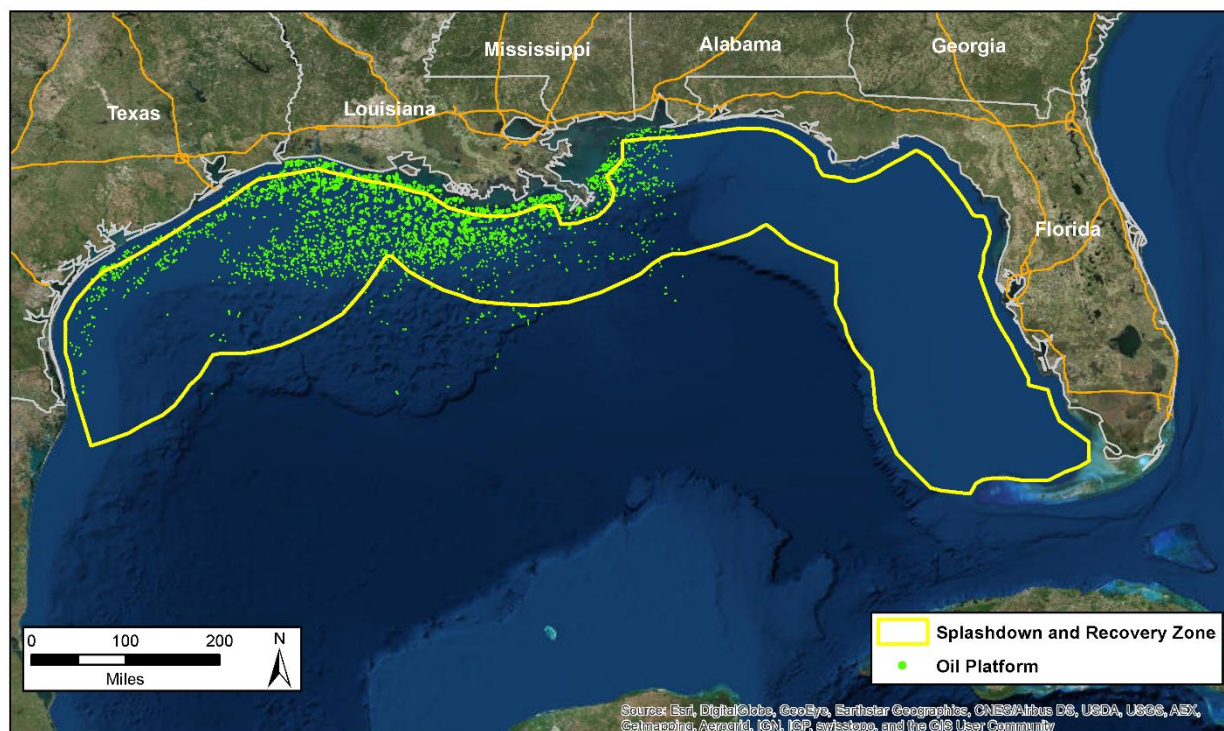 Mississippi
Alabama
Georgia
Texas
Louisiana
Florida
0 100 200
Miles
N
Splashdown and Recovery Zone
Oil Platform
Source: Esri, DigitalGlobe, GeoEye, Earthstar Geographics, CNES/Airbus DS, USDA, USGS, AEX,
Getmapping, Aerogrid, IGN, IGP, swisstopo, and the GIS User Community